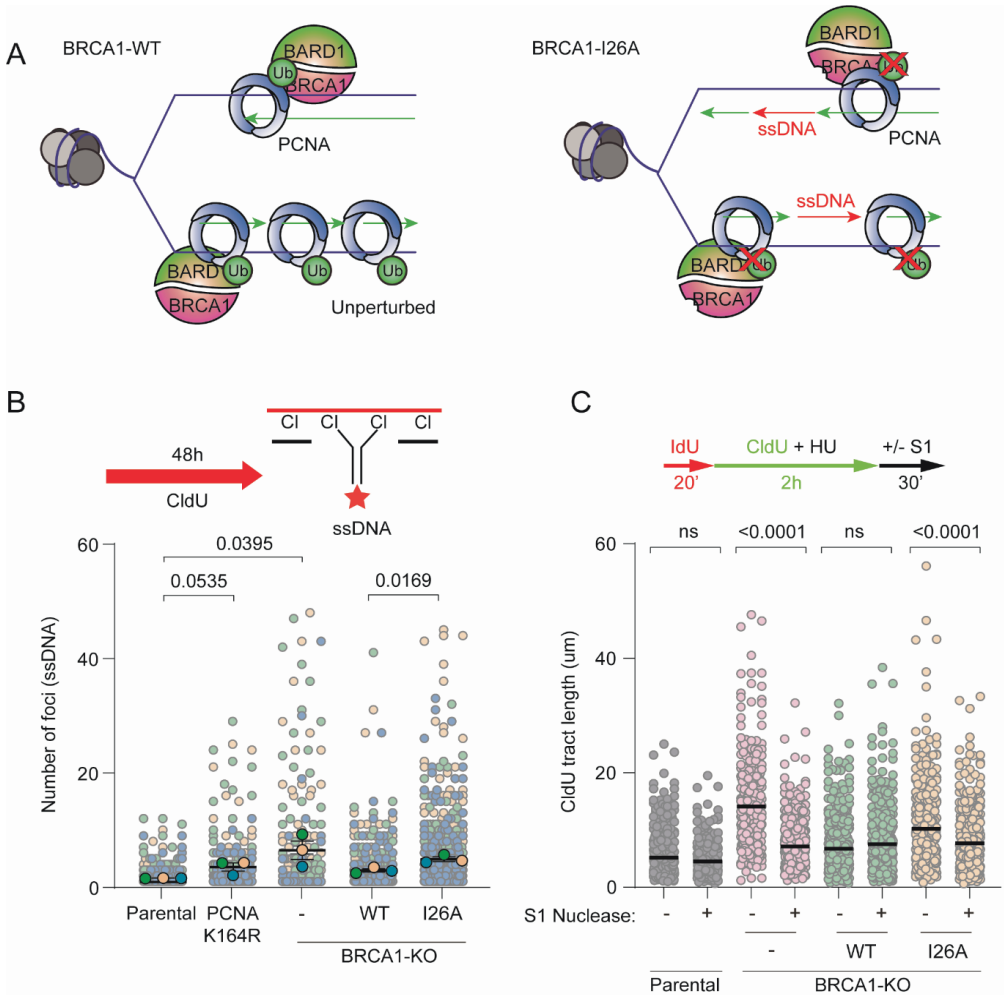 A
BRCA1-WT
BARD1
Ub
BRCA1
PCNA
BARD
Ub
Ub
Ub
BRCA1
Unperturbed
BRCA1-I26A
BARD1
BRCA1
Ub
ssDNA
PCNA
ssDNA
BARD
Ub
Ub
BRCA1
B
48h
CldU
Cl Cl Cl Cl
ssDNA
Number of foci (ssDNA)
60
40
20
0
0.0395
0.0535
0.0169
Parental PCNA K164R - WT I26A
BRCA1-KO
C
IdU CldU + HU +/- S1
20' 2h 30'
CldU tract length (um)
60
40
20
0
ns <0.0001 ns <0.0001
S1 Nuclease: - + - + - + - +
- WT I26A
Parental BRCA1-KO